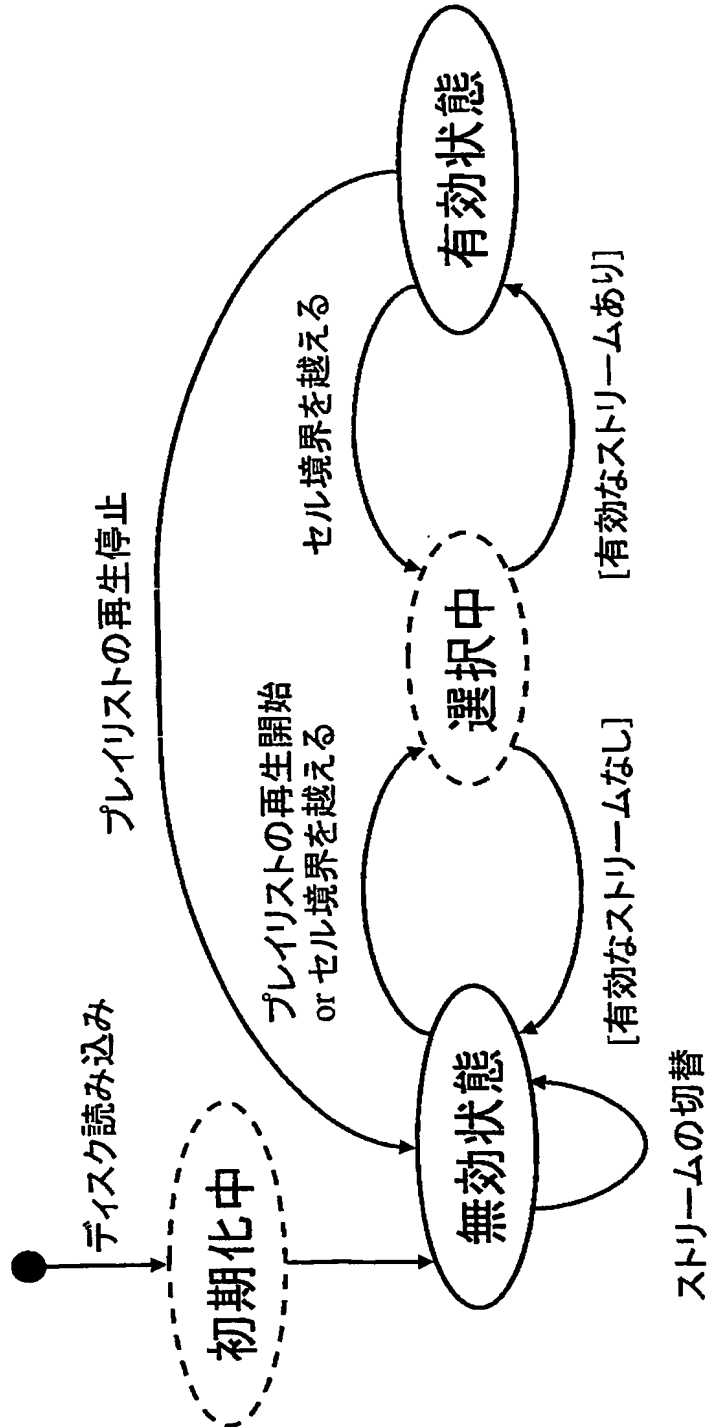 ディスク読み込み
初期化中
プレイリストの再生停止
プレイリストの再生開始
or セル境界を越える
セル境界を越える
無効状態
選択中
有効状態
[有効なストリームなし]
[有効なストリームあり]
ストリームの切替